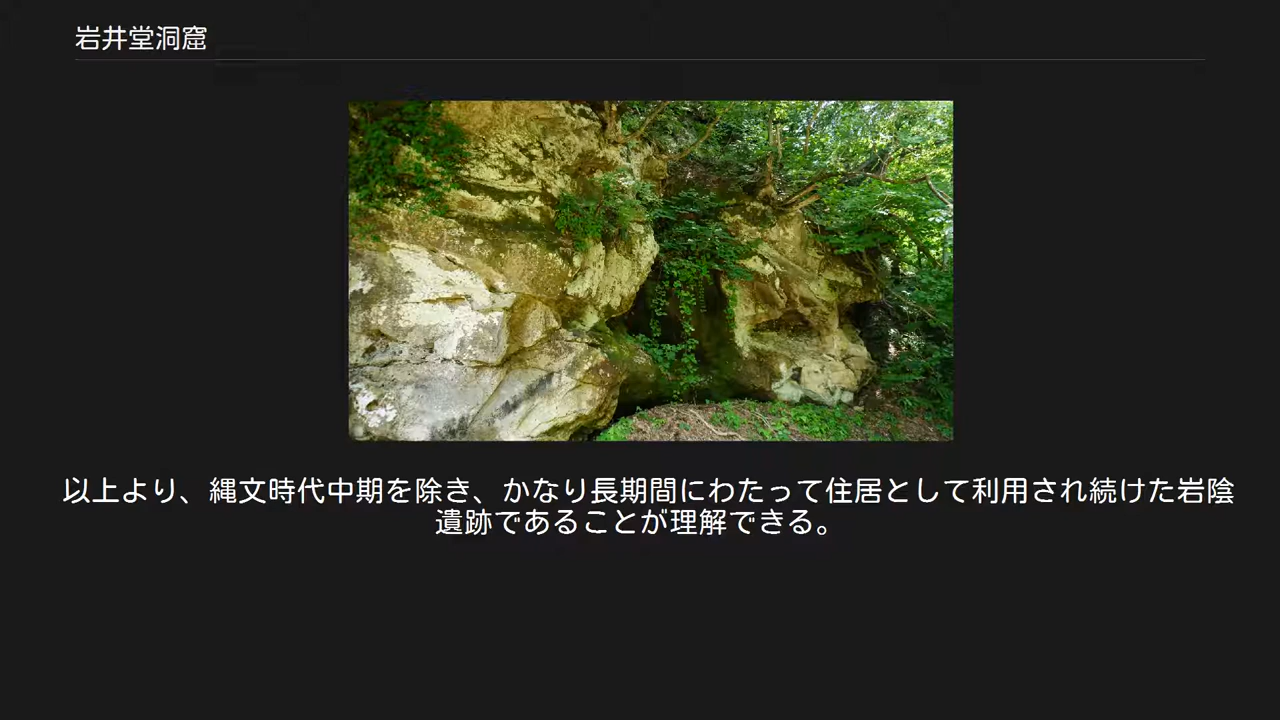 岩井堂洞窟
以上より、縄文時代中期を除き、かなり長期間にわたって住居として利用され続けた岩陰
遺跡であることが理解できる。